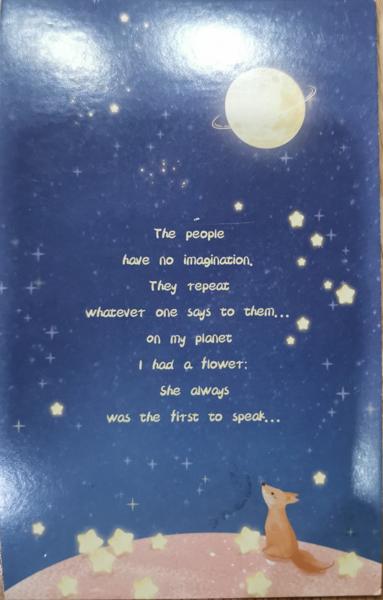 The people
have no imagination.
They repeat
whatever one says to them...
on my planet
I had a flower:
She always
was the first to speak...